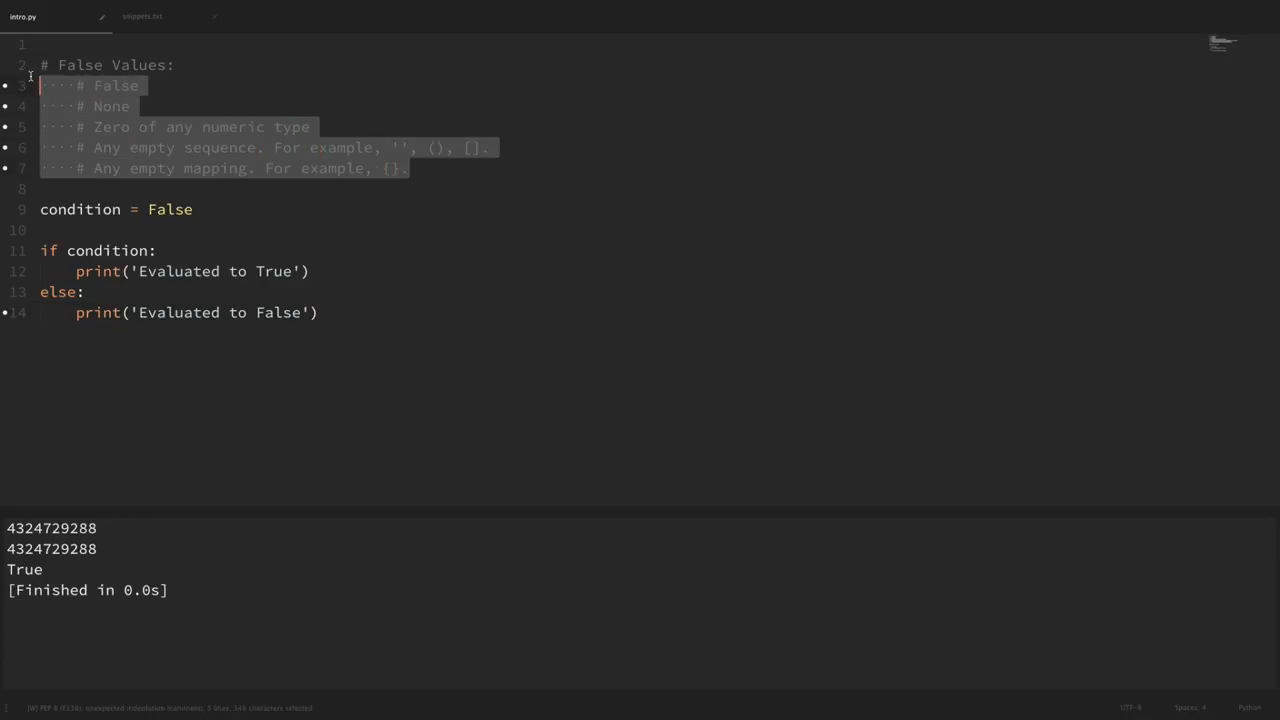 intro.py
snippets.txt
1
2 # False Values:
3 ····# False
4 ····# None
5 ····# Zero of any numeric type
6 ····# Any empty sequence. For example, '', (), [].
7 ····# Any empty mapping. For example, {}.
8
9 condition = False
10
11 if condition:
12 print('Evaluated to True')
13 else:
14 print('Evaluated to False')
4324729288
4324729288
True
[Finished in 0.0s]
[W] PEP 8 (E116): unexpected indentation (comment), 5 lines, 146 characters selected
UTF-8 Spaces: 4 Python